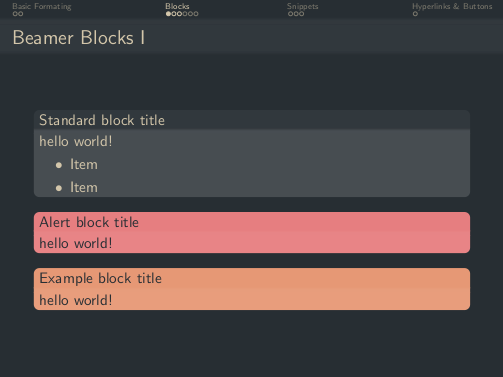 Basic Formating Blocks Snippets Hyperlinks & Buttons
Beamer Blocks I
Standard block title
hello world!
• Item
• Item
Alert block title
hello world!
Example block title
hello world!